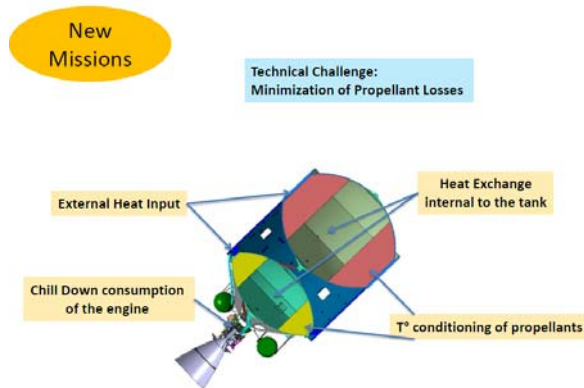 New
Missions
Technical Challenge:
Minimization of Propellant Losses
External Heat Input
Heat Exchange
internal to the tank
Chill Down consumption
of the engine
T° conditioning of propellants